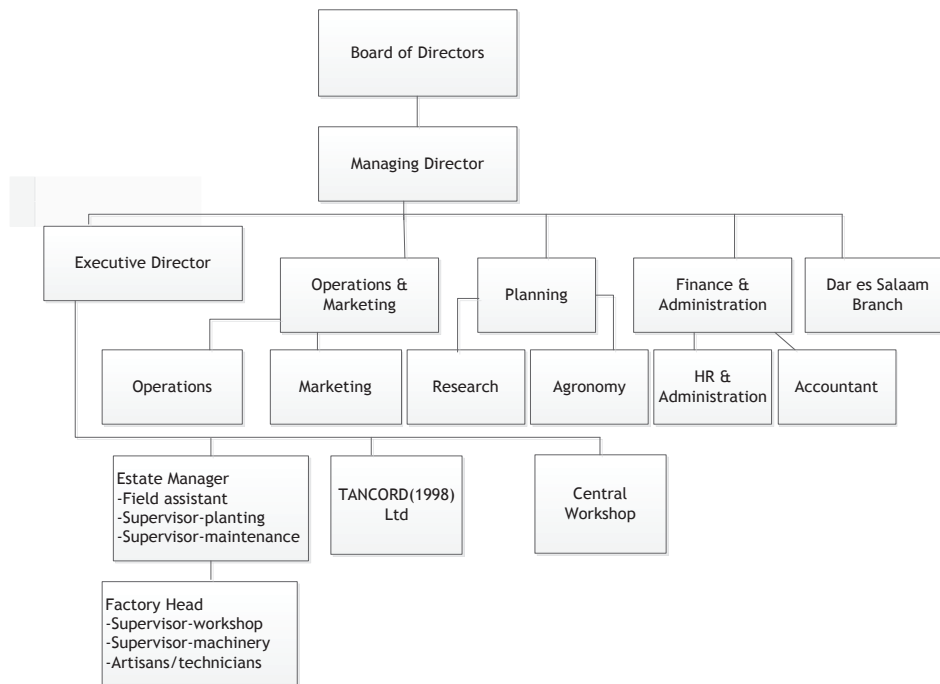 Board of Directors
Managing Director
Executive Director
Operations &
Marketing
Planning
Finance &
Administration
Dar es Salaam
Branch
Operations
Marketing
Research
Agronomy
HR &
Administration
Accountant
Estate Manager
-Field assistant
-Supervisor-planting
-Supervisor-maintenance
TANCORD(1998)
Ltd
Central
Workshop
Factory Head
-Supervisor-workshop
-Supervisor-machinery
-Artisans/technicians